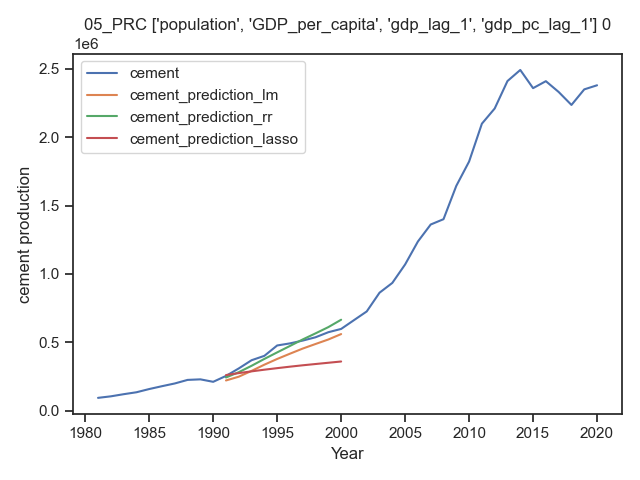 05_PRC ['population', 'GDP_per_capita', 'gdp_lag_1', 'gdp_pc_lag_1'] 0
1e6
2.5
2.0
1.5
1.0
0.5
0.0
cement production
cement
cement_prediction_lm
cement_prediction_rr
cement_prediction_lasso
1980 1985 1990 1995 2000 2005 2010 2015 2020
Year